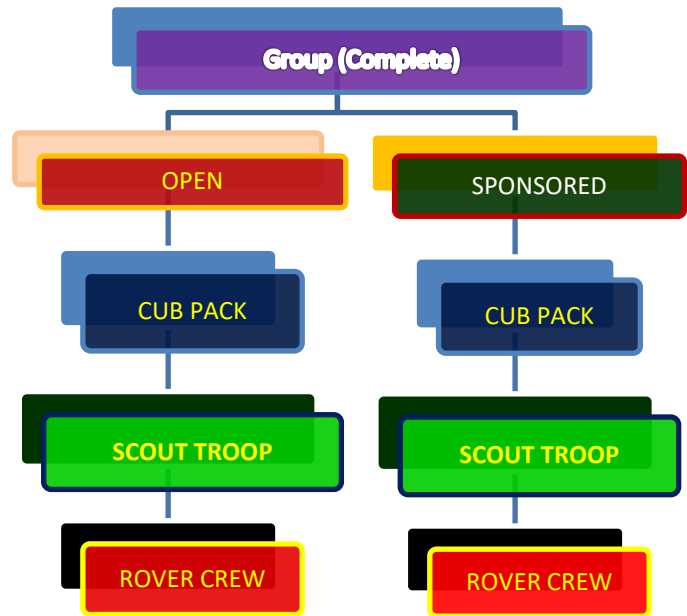 Group (Complete)
OPEN
SPONSORED
CUB PACK
CUB PACK
SCOUT TROOP
SCOUT TROOP
ROVER CREW
ROVER CREW